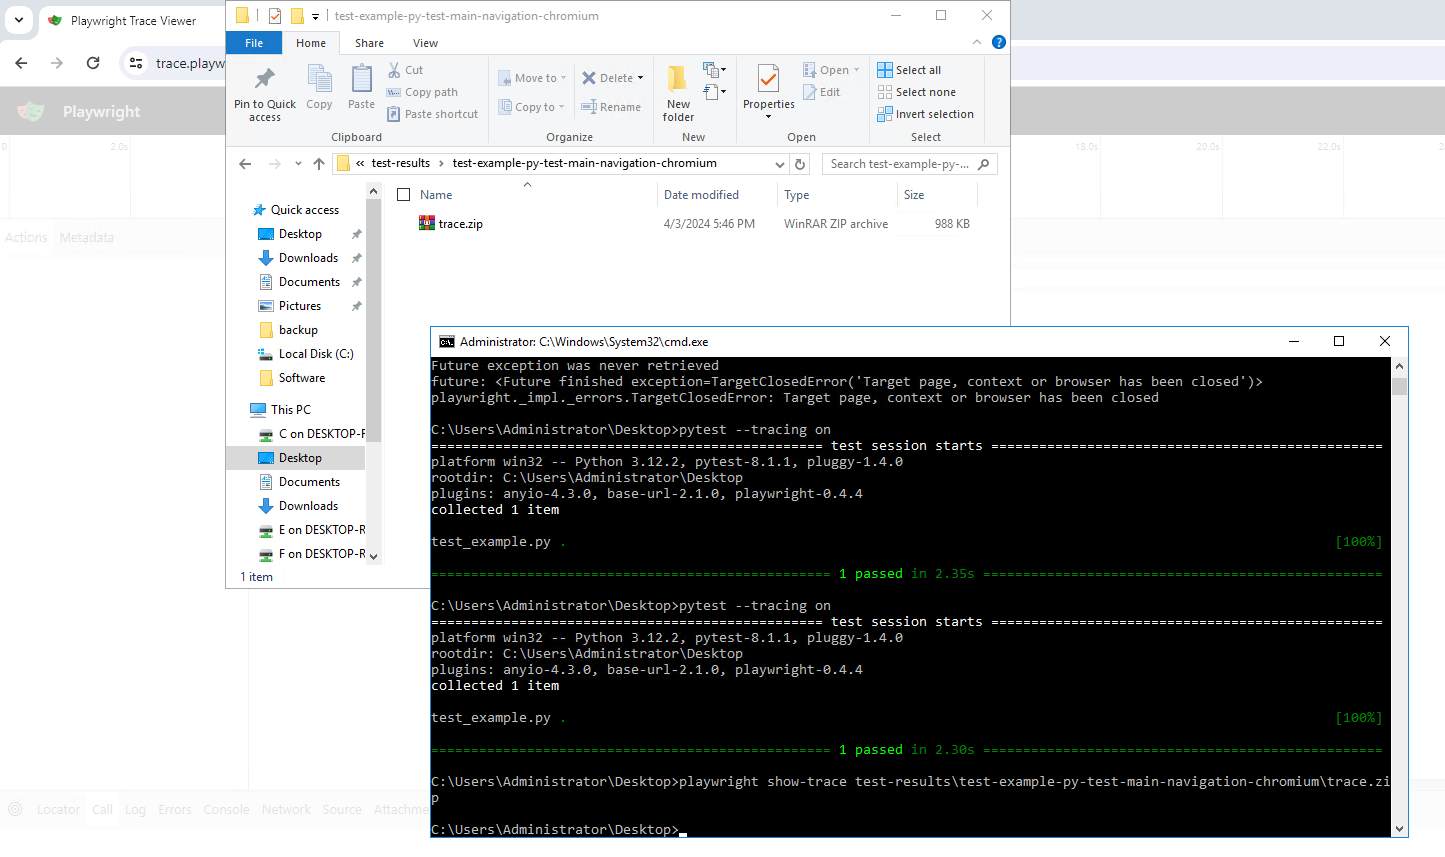 Playwright Trace Viewer
trace.playw
Playwright
0
2.0s
18.0s
20.0s
22.0s
Actions
Metadata
Locator
Call
Log
Errors
Console
Network
Source
Attachme
test-example-py-test-main-navigation-chromium
File
Home
Share
View
Pin to Quick
access
Copy
Paste
Cut
Copy path
Paste shortcut
Clipboard
Move to
Copy to
Delete
Rename
Organize
New
folder
New
Properties
Open
Edit
Open
Select all
Select none
Invert selection
Select
« test-results › test-example-py-test-main-navigation-chromium
Search test-example-py-...
Quick access
Desktop
Downloads
Documents
Pictures
backup
Local Disk (C:)
Software
This PC
C on DESKTOP-R
Desktop
Documents
Downloads
E on DESKTOP-R
F on DESKTOP-R
1 item
Name
Date modified
Type
Size
trace.zip
4/3/2024 5:46 PM
WinRAR ZIP archive
988 KB
Administrator: C:\Windows\System32\cmd.exe
Future exception was never retrieved
future: <Future finished exception=TargetClosedError('Target page, context or browser has been closed')>
playwright._impl._errors.TargetClosedError: Target page, context or browser has been closed
C:\Users\Administrator\Desktop>pytest --tracing on
================================================= test session starts =================================================
platform win32 -- Python 3.12.2, pytest-8.1.1, pluggy-1.4.0
rootdir: C:\Users\Administrator\Desktop
plugins: anyio-4.3.0, base-url-2.1.0, playwright-0.4.4
collected 1 item
test_example.py . [100%]
================================================== 1 passed in 2.35s ==================================================
C:\Users\Administrator\Desktop>pytest --tracing on
================================================= test session starts =================================================
platform win32 -- Python 3.12.2, pytest-8.1.1, pluggy-1.4.0
rootdir: C:\Users\Administrator\Desktop
plugins: anyio-4.3.0, base-url-2.1.0, playwright-0.4.4
collected 1 item
test_example.py . [100%]
================================================== 1 passed in 2.30s ==================================================
C:\Users\Administrator\Desktop>playwright show-trace test-results\test-example-py-test-main-navigation-chromium\trace.zi
p
C:\Users\Administrator\Desktop>